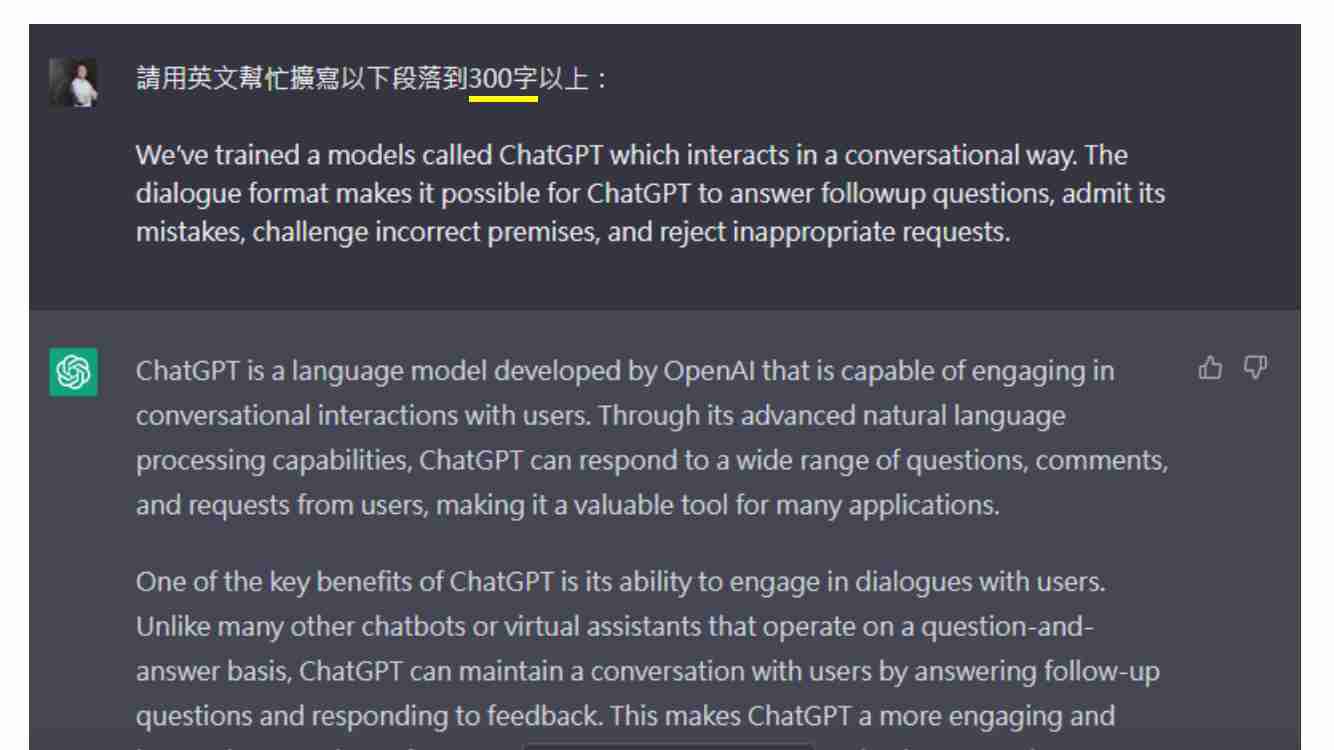 請用英文幫忙擴寫以下段落到300字以上：
We’ve trained a models called ChatGPT which interacts in a conversational way. The
dialogue format makes it possible for ChatGPT to answer followup questions, admit its
mistakes, challenge incorrect premises, and reject inappropriate requests.
ChatGPT is a language model developed by OpenAI that is capable of engaging in
conversational interactions with users. Through its advanced natural language
processing capabilities, ChatGPT can respond to a wide range of questions, comments,
and requests from users, making it a valuable tool for many applications.
One of the key benefits of ChatGPT is its ability to engage in dialogues with users.
Unlike many other chatbots or virtual assistants that operate on a question-and-
answer basis, ChatGPT can maintain a conversation with users by answering follow-up
questions and responding to feedback. This makes ChatGPT a more engaging and